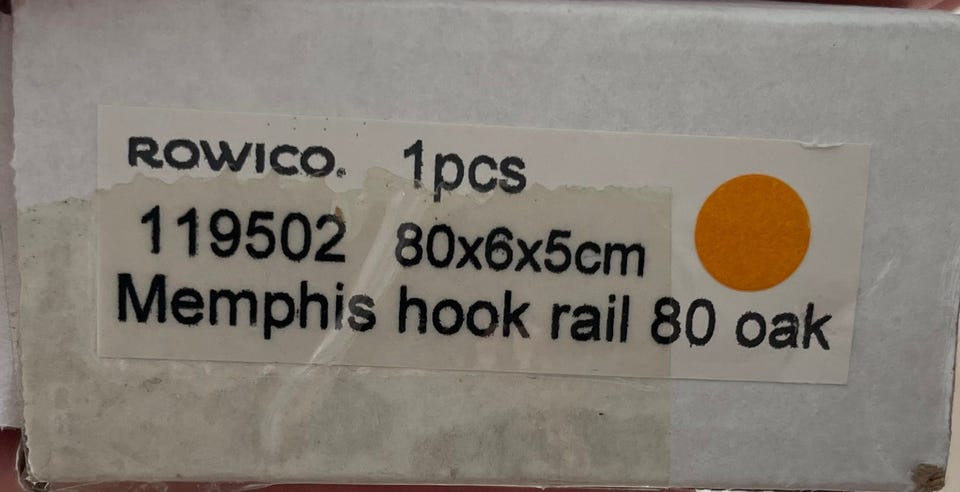 ROWICO. 1pcs
119502 80x6x5cm
Memphis hook rail 80 oak